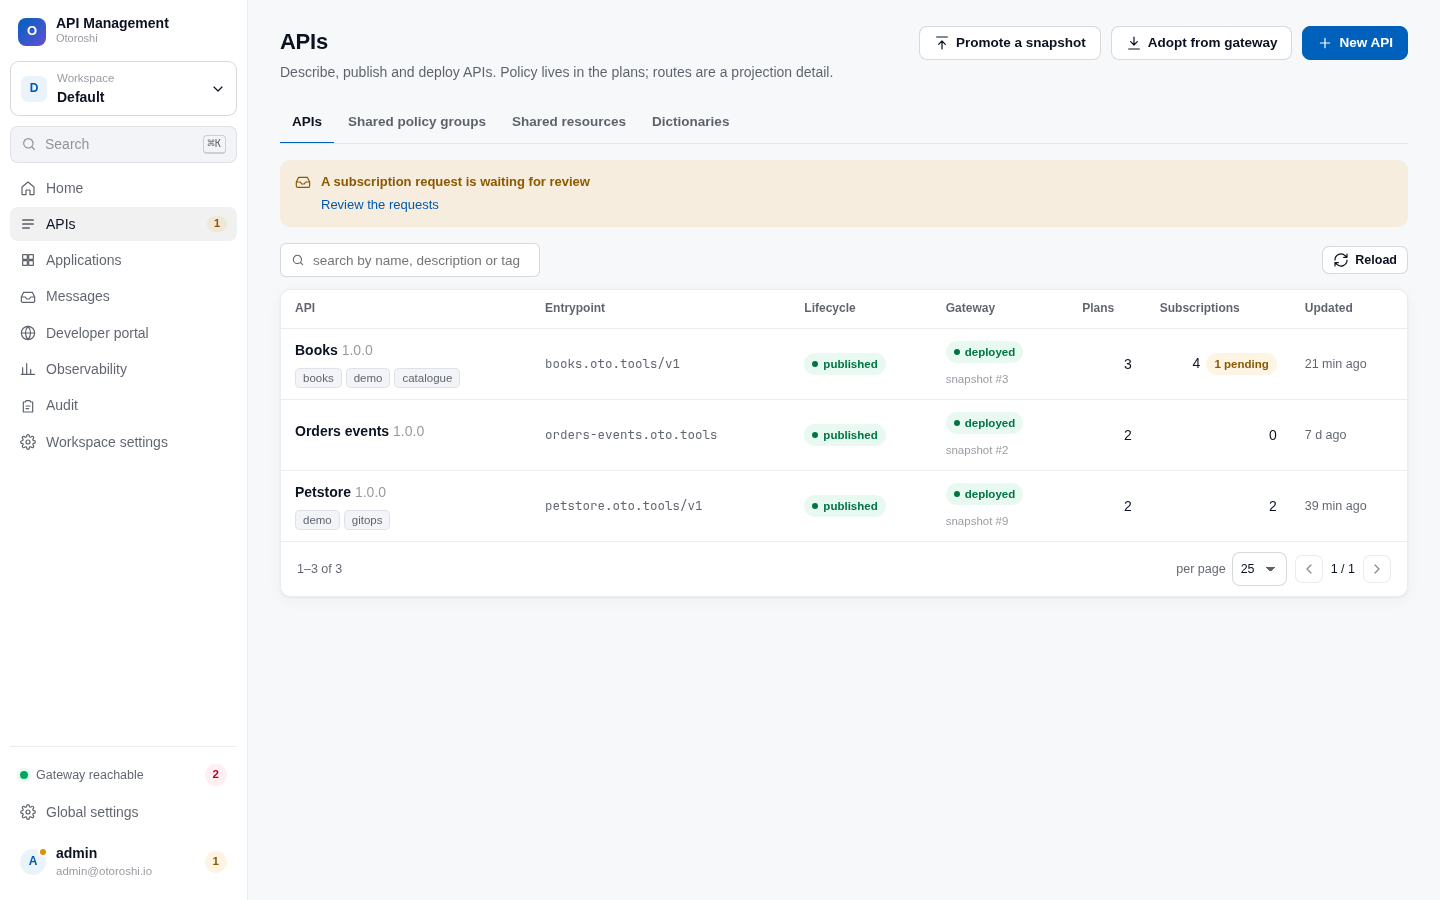 O
API Management
Otoroshi
D
Workspace
Default
Search
⌘K
Home
APIs
1
Applications
Messages
Developer portal
Observability
Audit
Workspace settings
Gateway reachable
2
Global settings
A
admin
admin@otoroshi.io
1
APIs
Describe, publish and deploy APIs. Policy lives in the plans; routes are a projection detail.
Promote a snapshot
Adopt from gateway
New API
APIs
Shared policy groups
Shared resources
Dictionaries
A subscription request is waiting for review
Review the requests
search by name, description or tag
Reload
API Entrypoint Lifecycle Gateway Plans Subscriptions Updated
Books 1.0.0
books demo catalogue
books.oto.tools/v1
published
deployed
snapshot #3
3
4 1 pending
21 min ago
Orders events 1.0.0
orders-events.oto.tools
published
deployed
snapshot #2
2
0
7 d ago
Petstore 1.0.0
demo gitops
petstore.oto.tools/v1
published
deployed
snapshot #9
2
2
39 min ago
1–3 of 3
per page 25
1 / 1